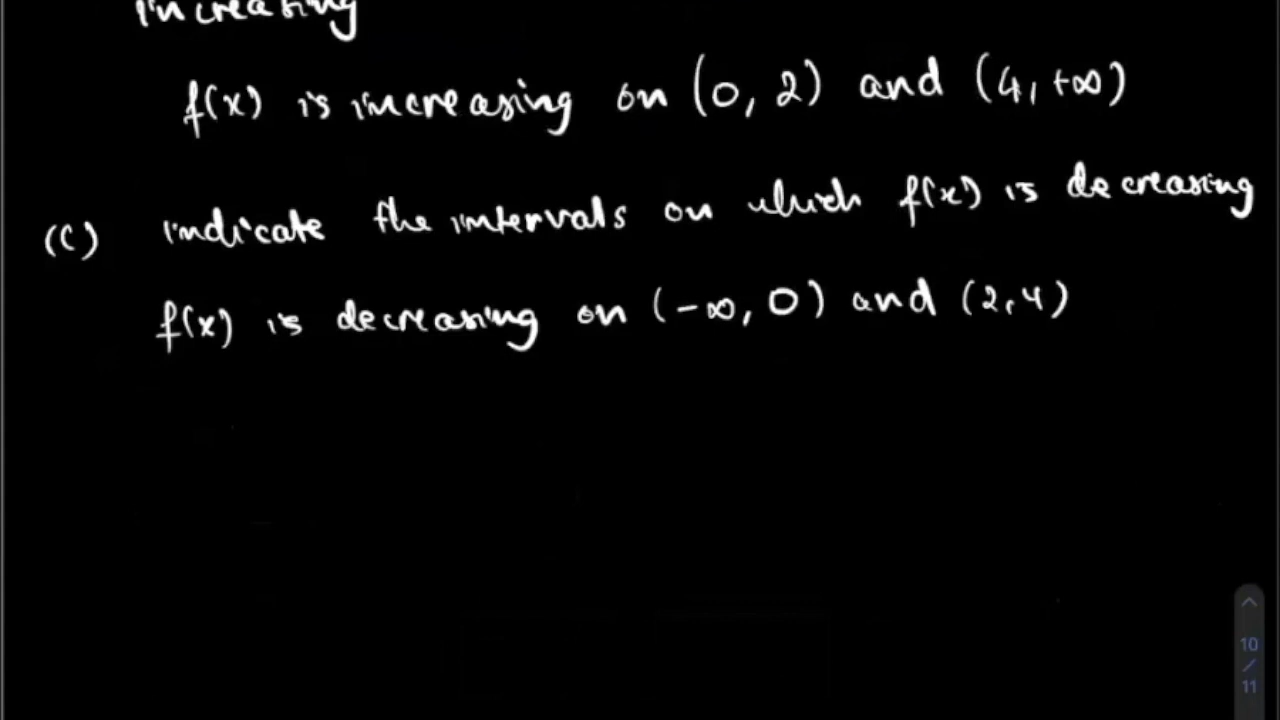 increasing
f(x) is increasing on (0, 2) and (4, +∞)
(C) indicate the intervals on which f(x) is decreasing
f(x) is decreasing on (-∞, 0) and (2, 4)
10
/
11